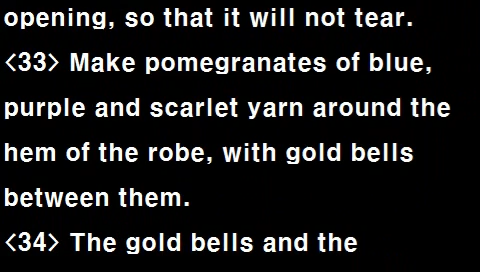 opening, so that it will not tear.
<33> Make pomegranates of blue,
purple and scarlet yarn around the
hem of the robe, with gold bells
between them.
<34> The gold bells and the